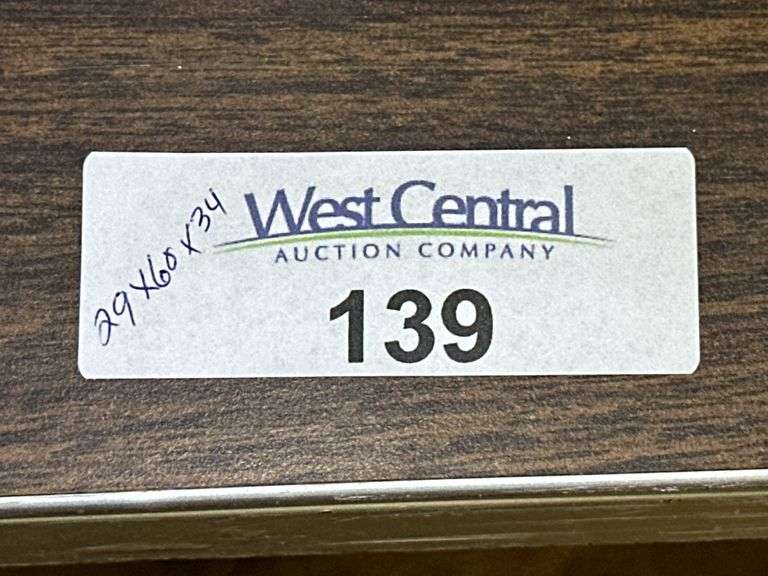 29X60X34
West Central
AUCTION COMPANY
139